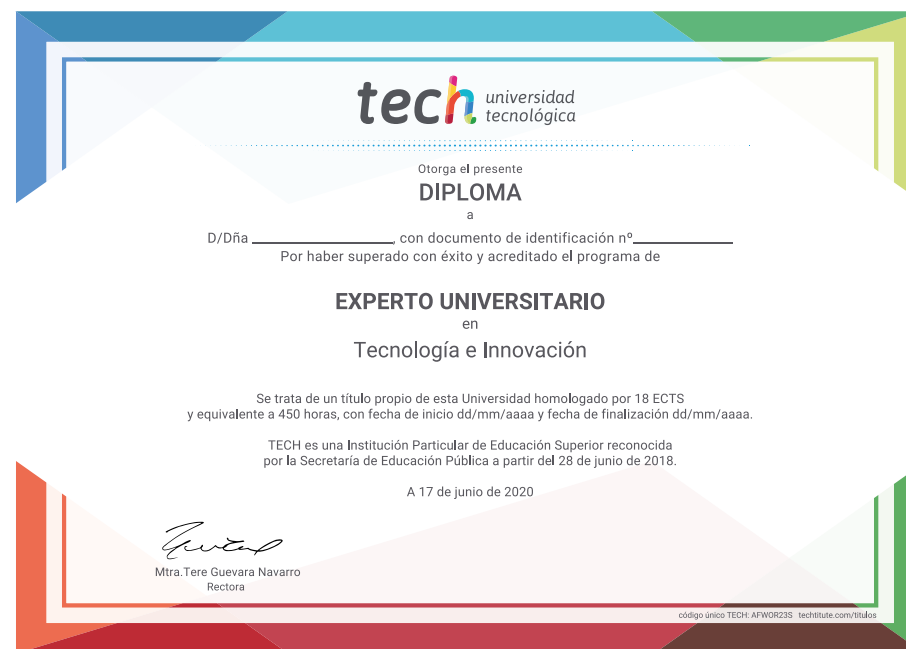 tech universidad
tecnológica
Otorga el presente
DIPLOMA
a
D/Dña ____________________, con documento de identificación nº______________
Por haber superado con éxito y acreditado el programa de
EXPERTO UNIVERSITARIO
en
Tecnología e Innovación
Se trata de un título propio de esta Universidad homologado por 18 ECTS
y equivalente a 450 horas, con fecha de inicio dd/mm/aaaa y fecha de finalización dd/mm/aaaa.
TECH es una Institución Particular de Educación Superior reconocida
por la Secretaría de Educación Pública a partir del 28 de junio de 2018.
A 17 de junio de 2020
Mtra.Tere Guevara Navarro
Rectora
código único TECH: AFWOR23S techtitute.com/titulos